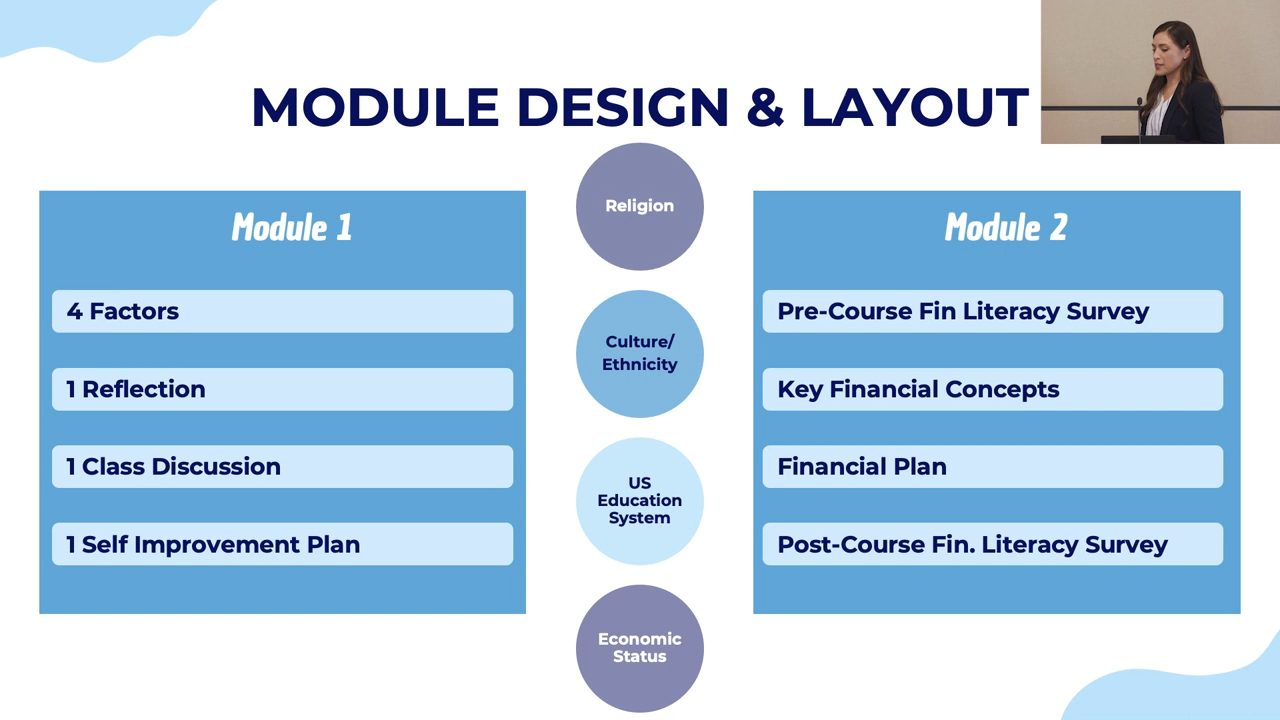 MODULE DESIGN & LAYOUT
Module 1
4 Factors
1 Reflection
1 Class Discussion
1 Self Improvement Plan
Religion
Culture/
Ethnicity
US
Education
System
Economic
Status
Module 2
Pre-Course Fin Literacy Survey
Key Financial Concepts
Financial Plan
Post-Course Fin. Literacy Survey